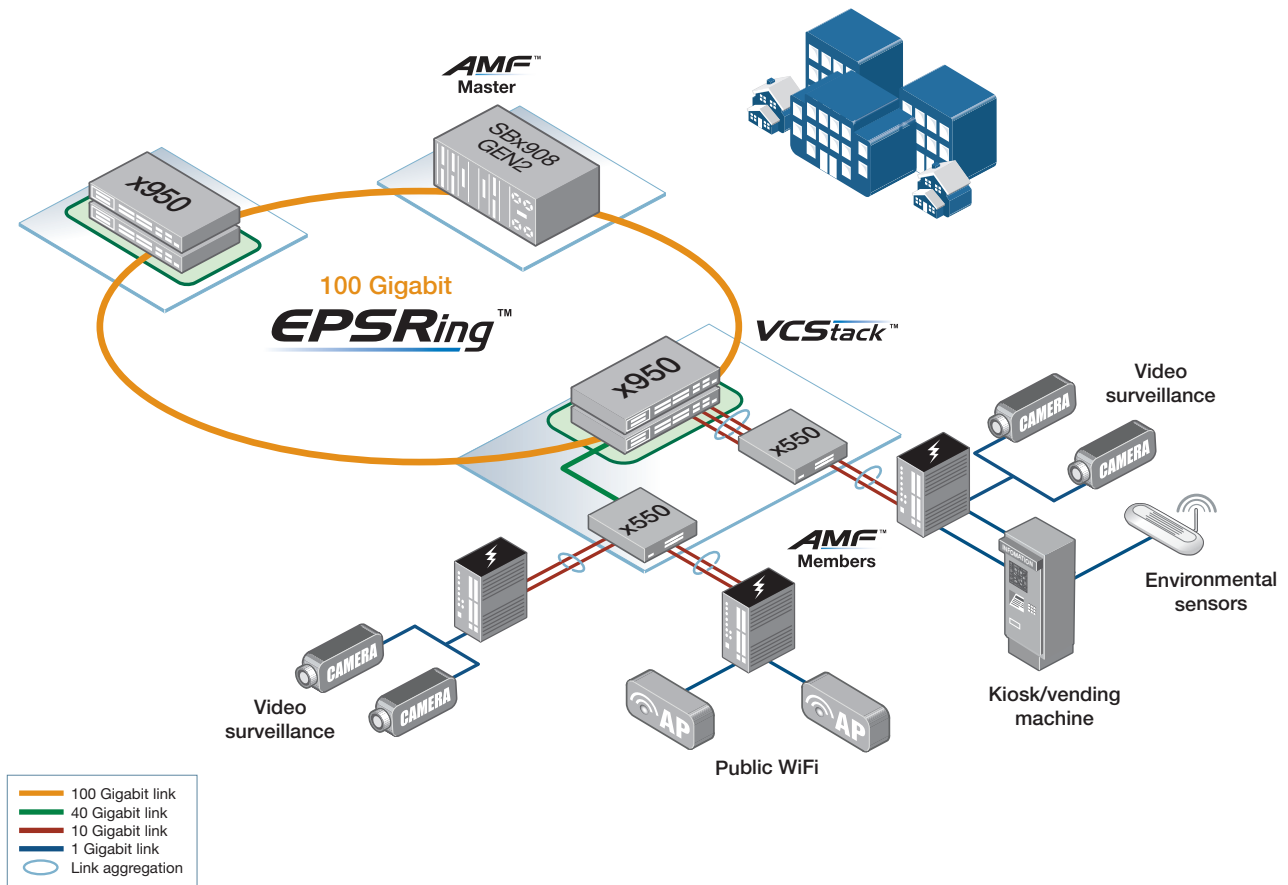 AMF™
Master
SBx908
GEN2
x950
100 Gigabit
EPSRing™
VCStack™
x950
x550
x550
AMF™
Members
Video
surveillance
CAMERA
CAMERA
INFOMATION
Environmental
sensors
Kiosk/vending
machine
CAMERA
CAMERA
Video
surveillance
AP
AP
Public WiFi
100 Gigabit link
40 Gigabit link
10 Gigabit link
1 Gigabit link
Link aggregation